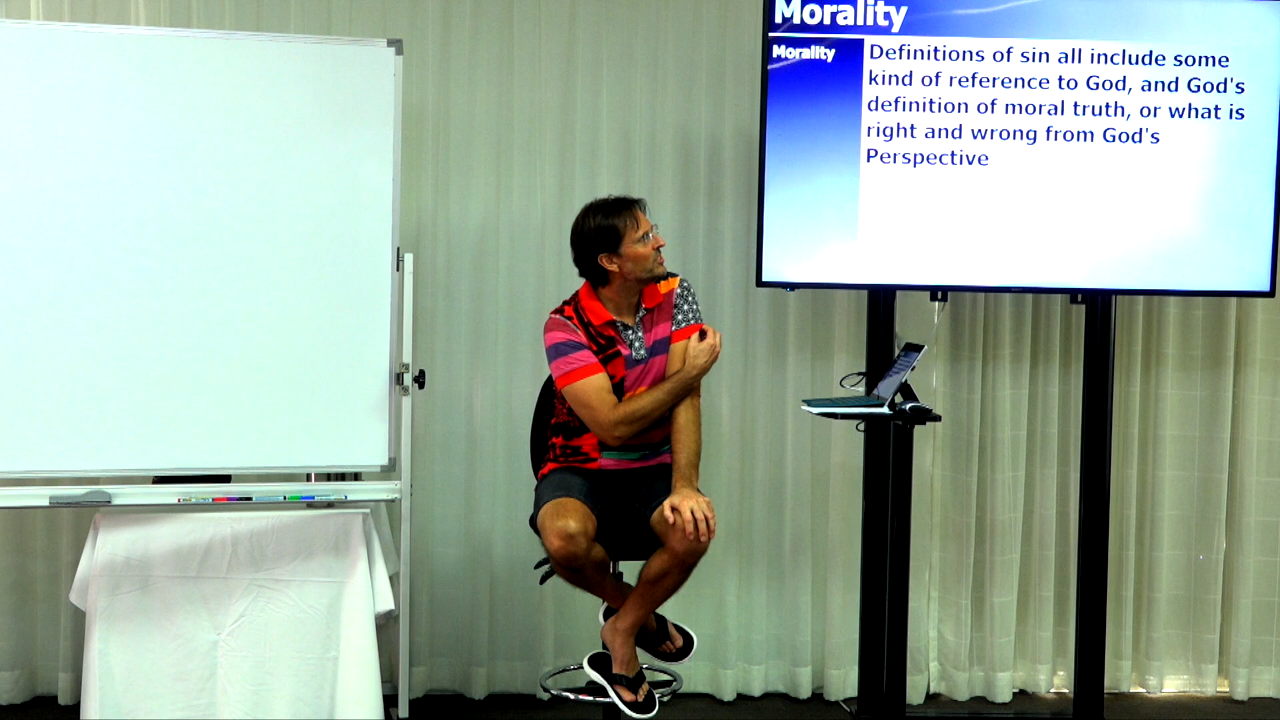 Morality
Morality
Definitions of sin all include some
kind of reference to God, and God's
definition of moral truth, or what is
right and wrong from God's
Perspective